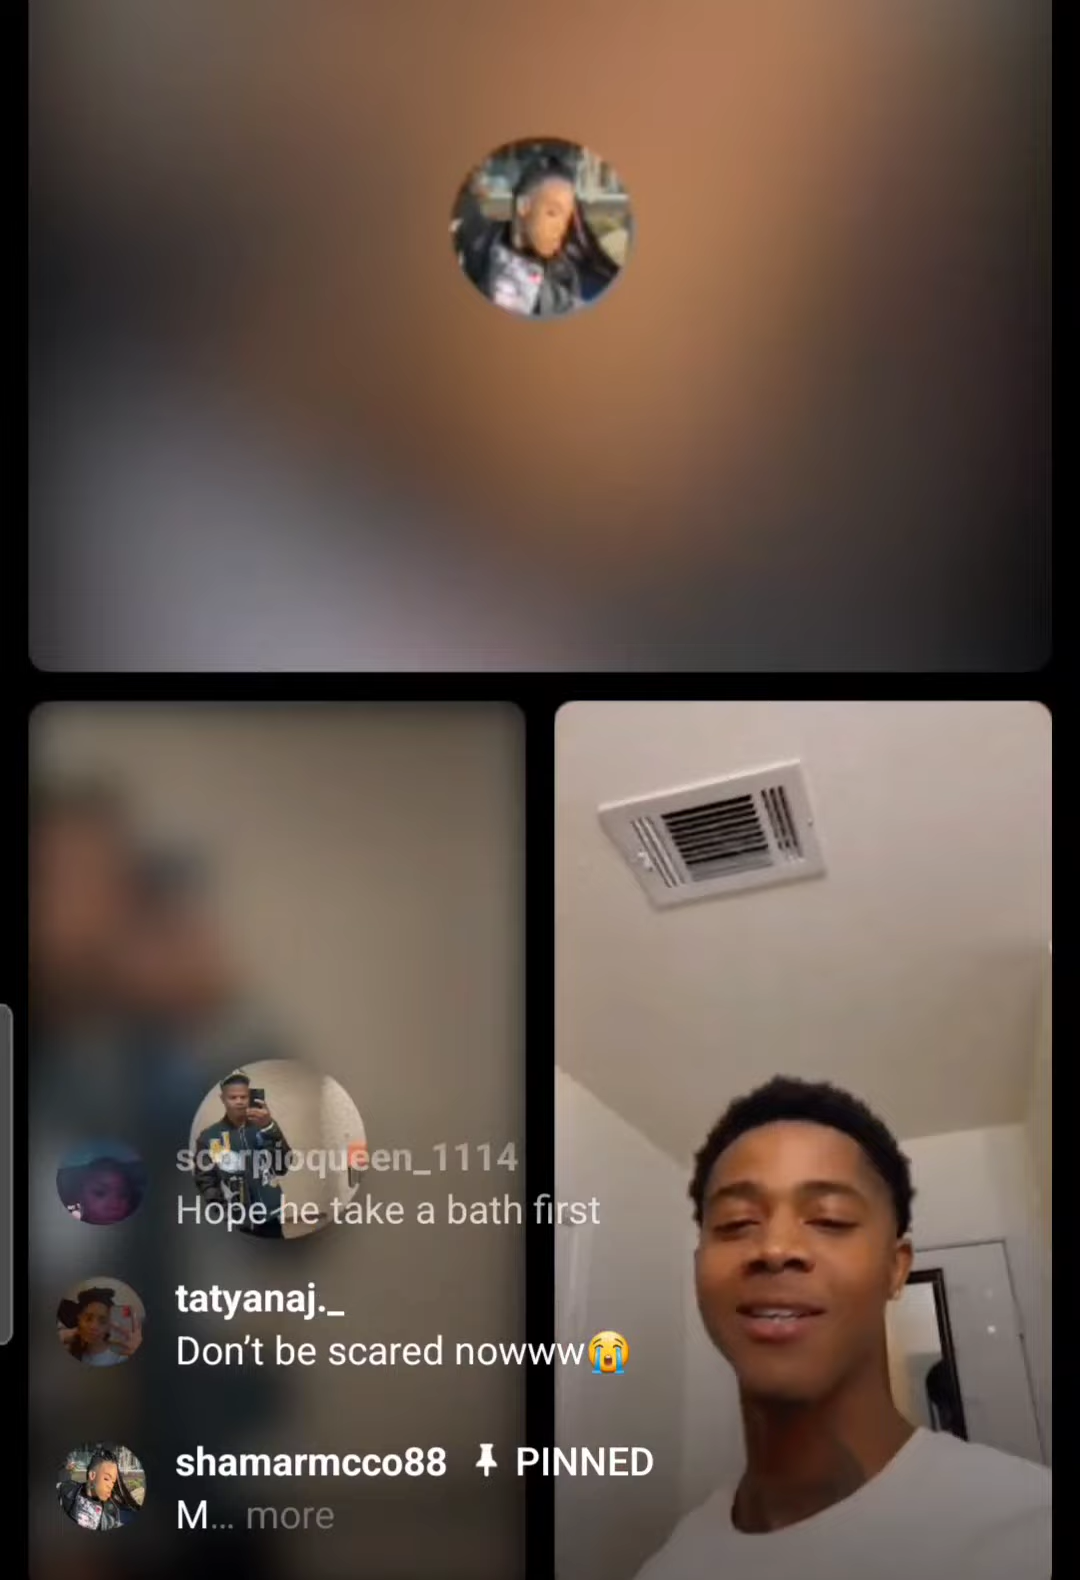 scorpioqueen_1114
Hope he take a bath first
tatyanaj._
Don’t be scared nowww😭
shamarmcco88 📌 PINNED
M... more